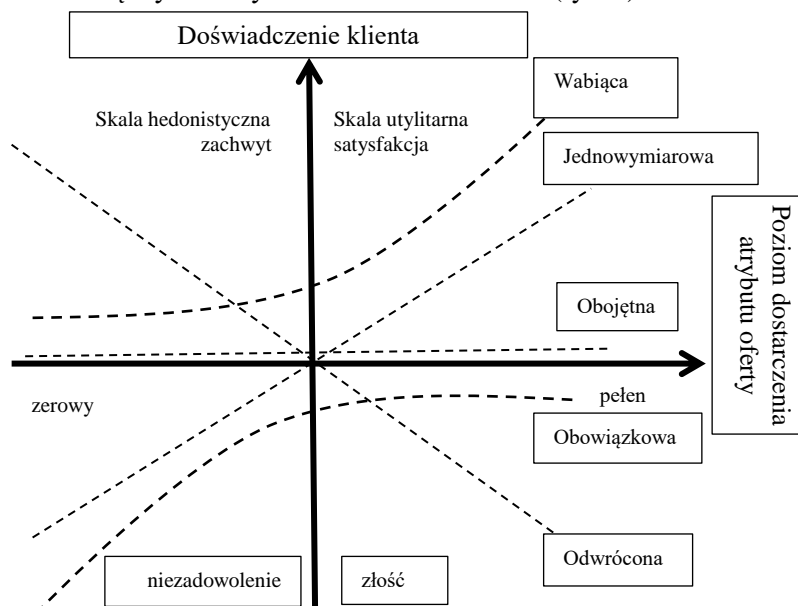 Doświadczenie klienta
Wabiąca
Skala hedonistyczna
zachwyt
Skala utylitarna
satysfakcja
Jednowymiarowa
Poziom dostarczenia
atrybutu oferty
Obojętna
zerowy
pełen
Obowiązkowa
Odwrócona
niezadowolenie
złość